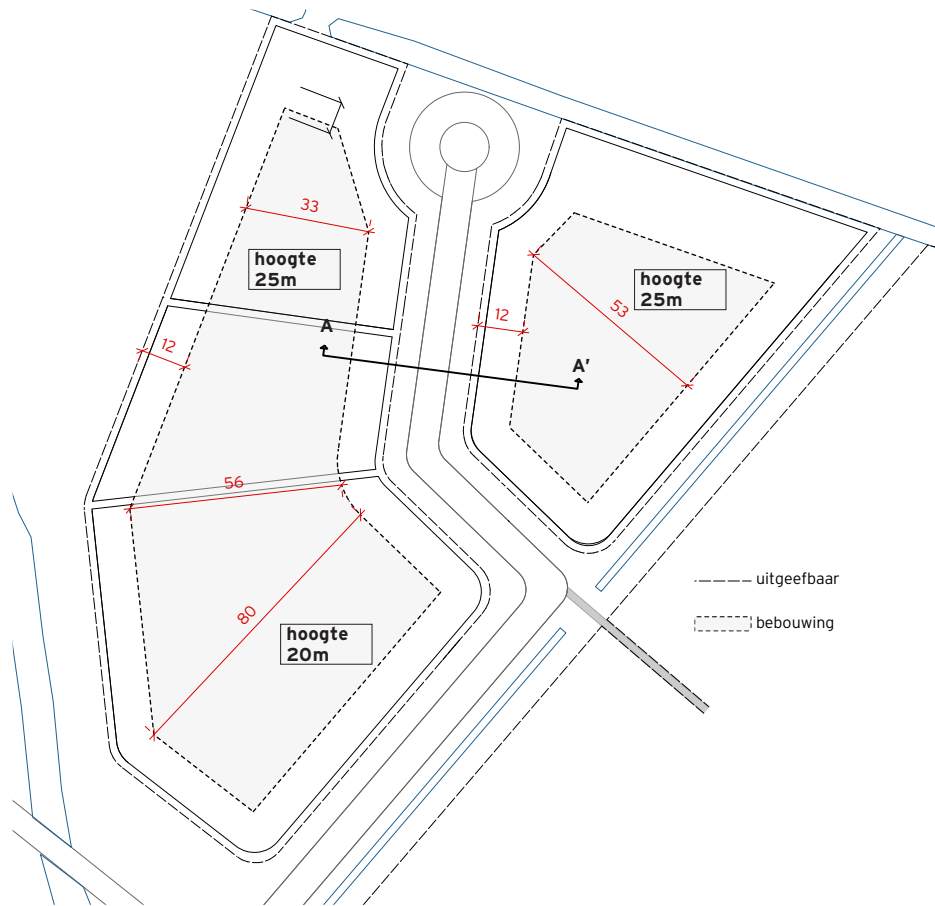 33
hoogte
25m
hoogte
25m
53
12
A
12
A'
56
uitgeefbaar
80
bebouwing
hoogte
20m